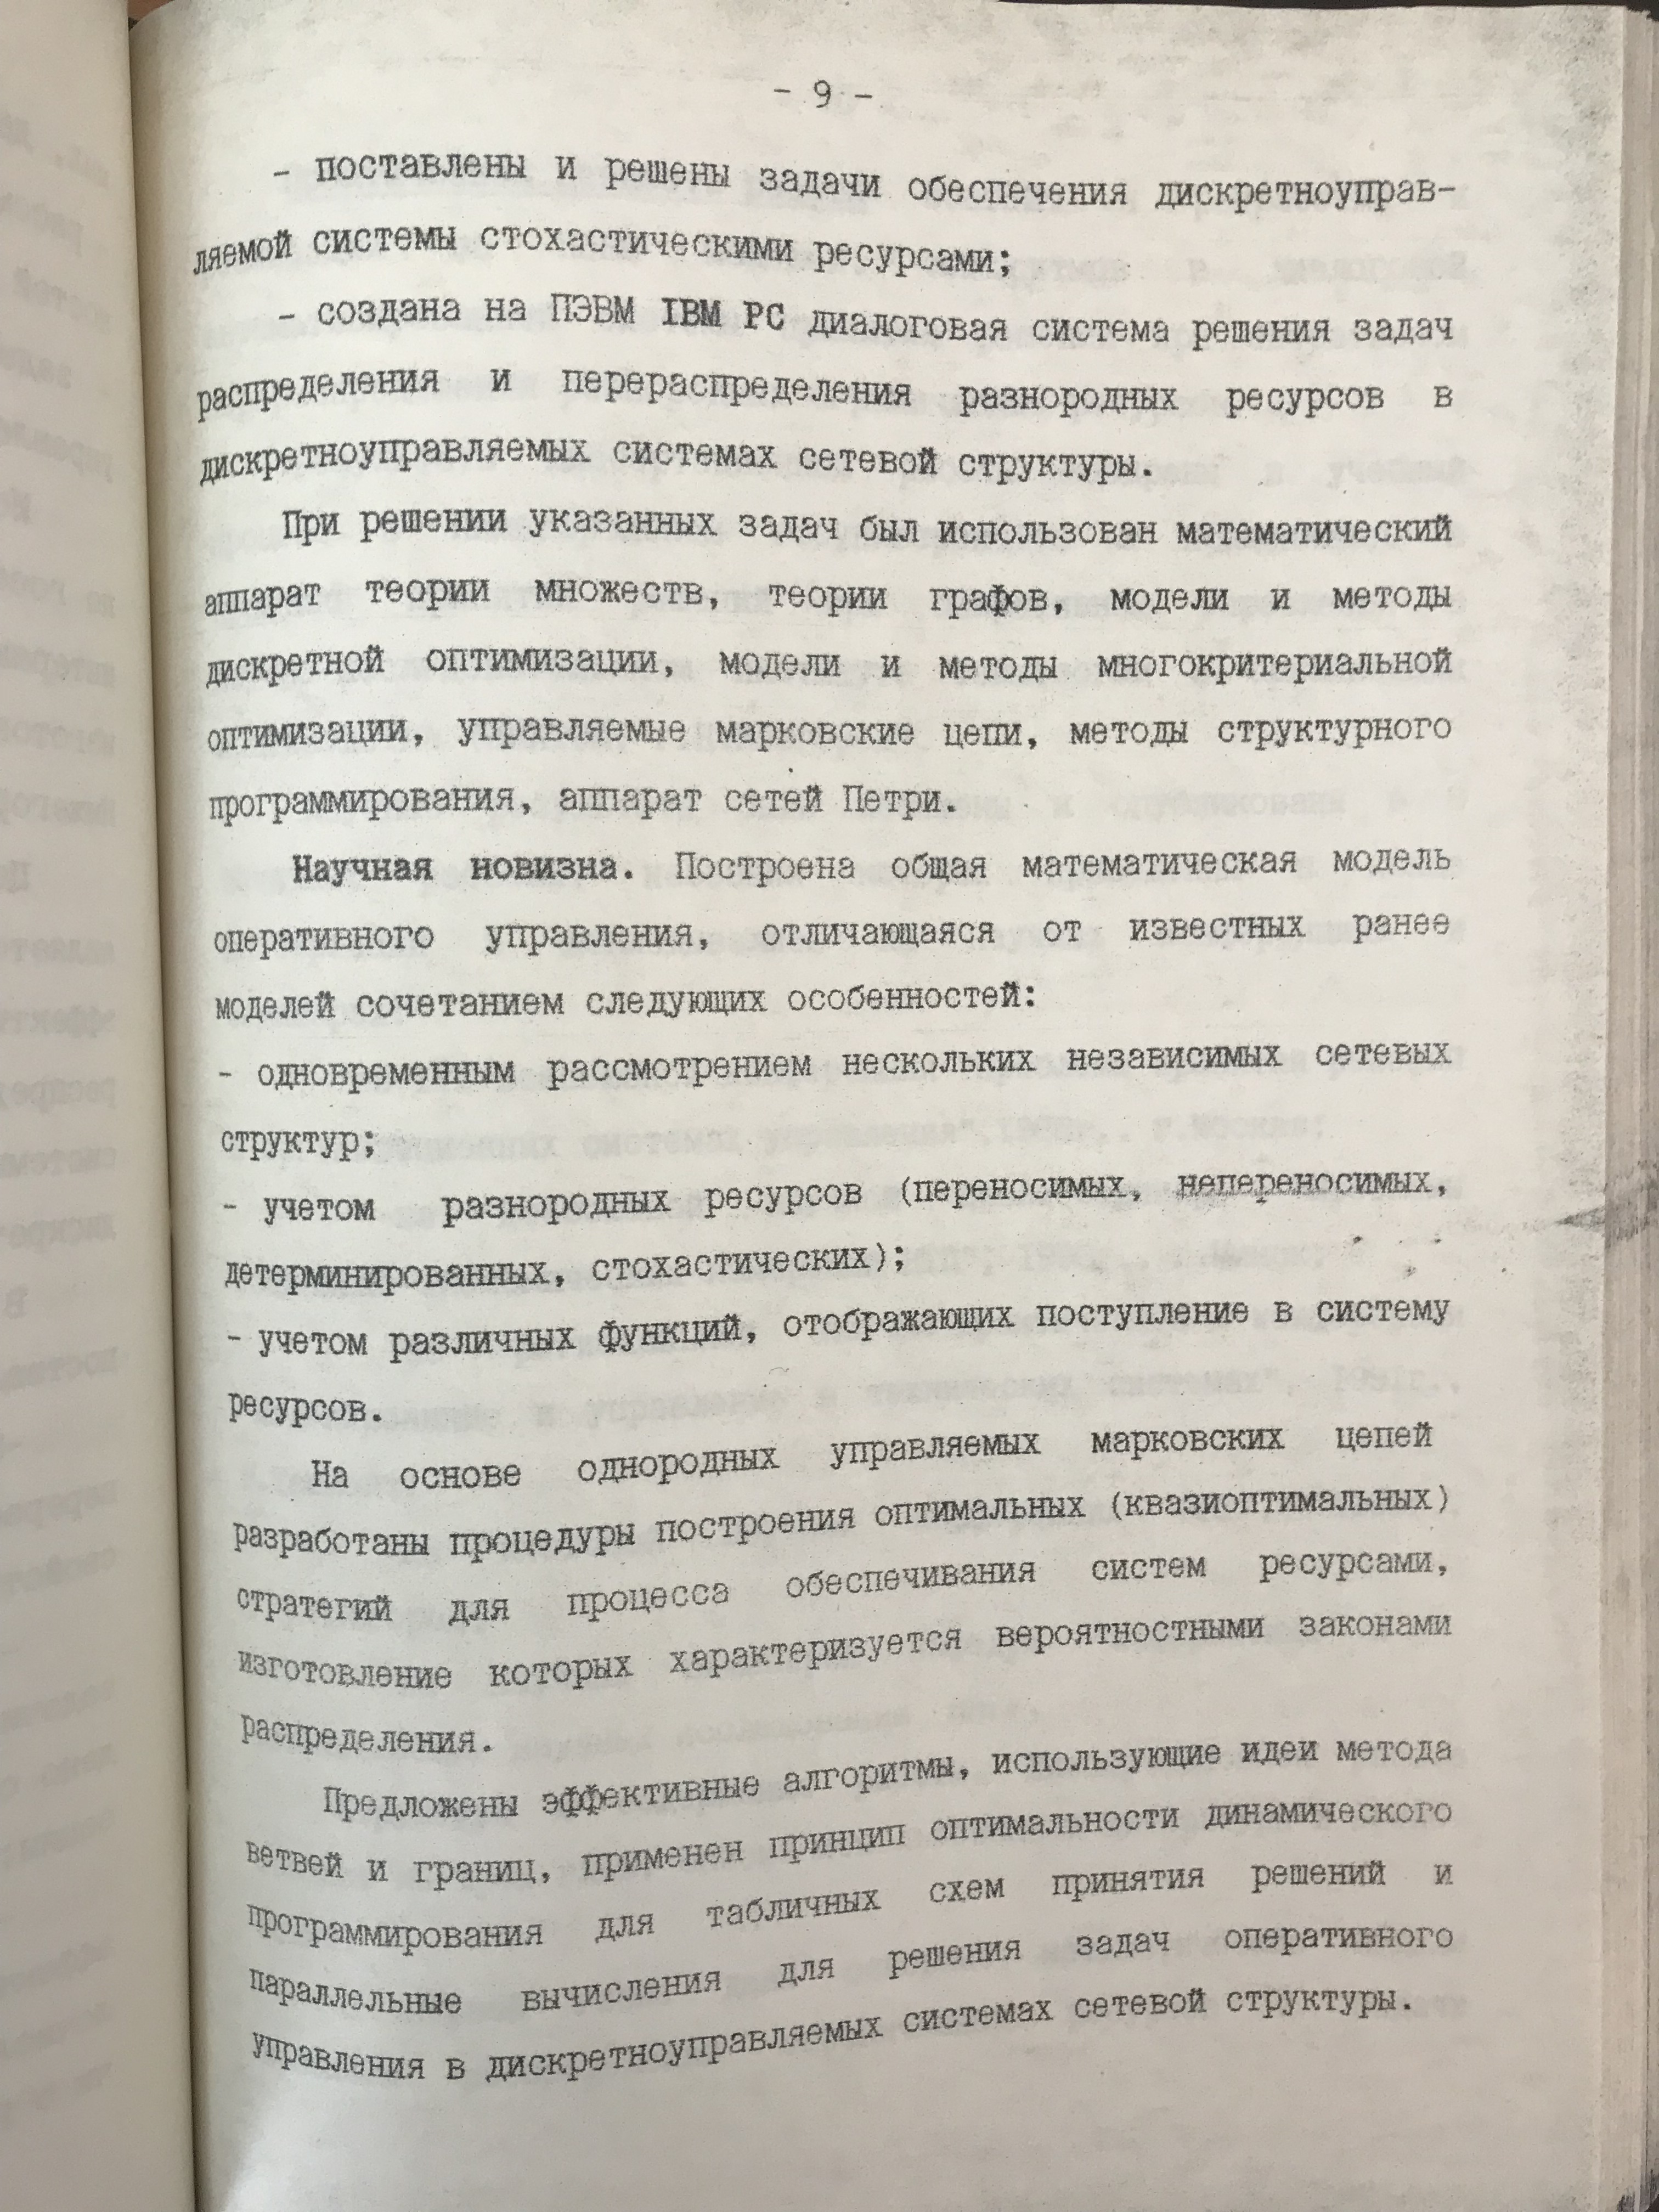 - 9 -
- поставлены и решены задачи обеспечения дискретноуправ-
ляемой системы стохастическими ресурсами;
- создана на ПЭВМ IBM PC диалоговая система решения задач
распределения и перераспределения разнородных ресурсов в
дискретноуправляемых системах сетевой структуры.
При решении указанных задач был использован математический
аппарат теории множеств, теории графов, модели и методы
дискретной оптимизации, модели и методы многокритериальной
оптимизации, управляемые марковские цепи, методы структурного
программирования, аппарат сетей Петри.
Научная новизна. Построена общая математическая модель
оперативного управления, отличающаяся от известных ранее
моделей сочетанием следующих особенностей:
- одновременным рассмотрением нескольких независимых сетевых
структур;
- учетом разнородных ресурсов (переносимых, непереносимых,
детерминированных, стохастических);
- учетом различных функций, отображающих поступление в систему
ресурсов.
На основе однородных управляемых марковских цепей
разработаны процедуры построения оптимальных (квазиоптимальных)
стратегий для процесса обеспечивания систем ресурсами,
изготовление которых характеризуется вероятностными законами
распределения.
Предложены эффективные алгоритмы, использующие идеи метода
ветвей и границ, применен принцип оптимальности динамического
программирования для табличных схем принятия решений и
параллельные вычисления для решения задач оперативного
управления в дискретноуправляемых системах сетевой структуры.